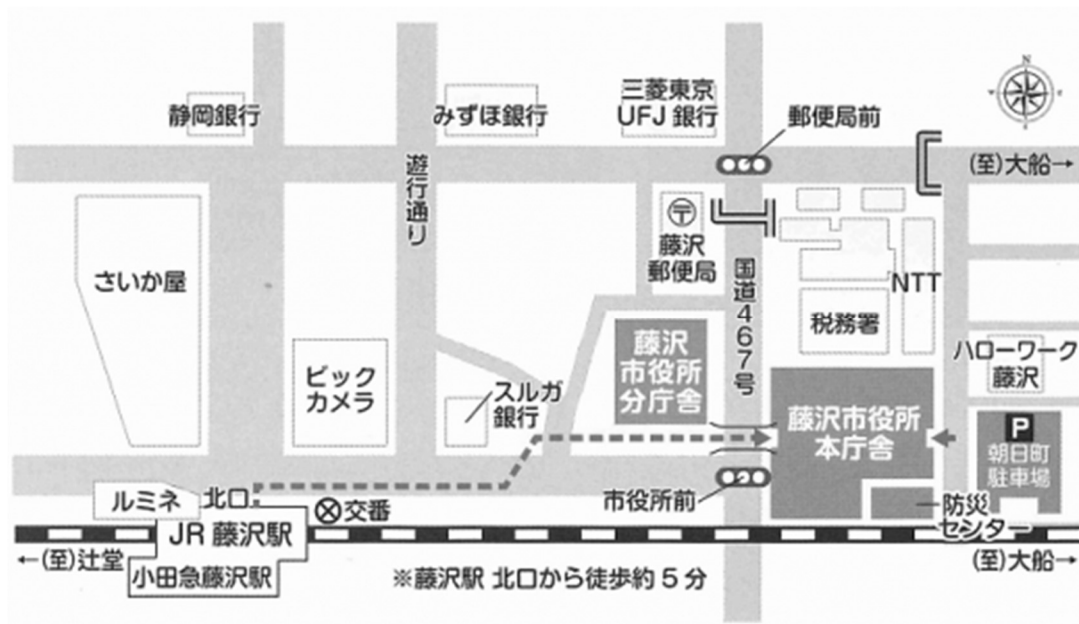 N
静岡銀行
みずほ銀行
三菱東京
UFJ銀行
郵便局前
(至)大船→
遊行通り
〒
藤沢
郵便局
国道467号
さいか屋
NTT
税務署
ハローワーク
藤沢
ビック
カメラ
スルガ
銀行
藤沢
市役所
分庁舎
藤沢市役所
本庁舎
P
朝日町
駐車場
ルミネ
北口
交番
市役所前
防災
センター
JR藤沢駅
←(至)辻堂
小田急藤沢駅
※藤沢駅 北口から徒歩約5分
(至)大船→